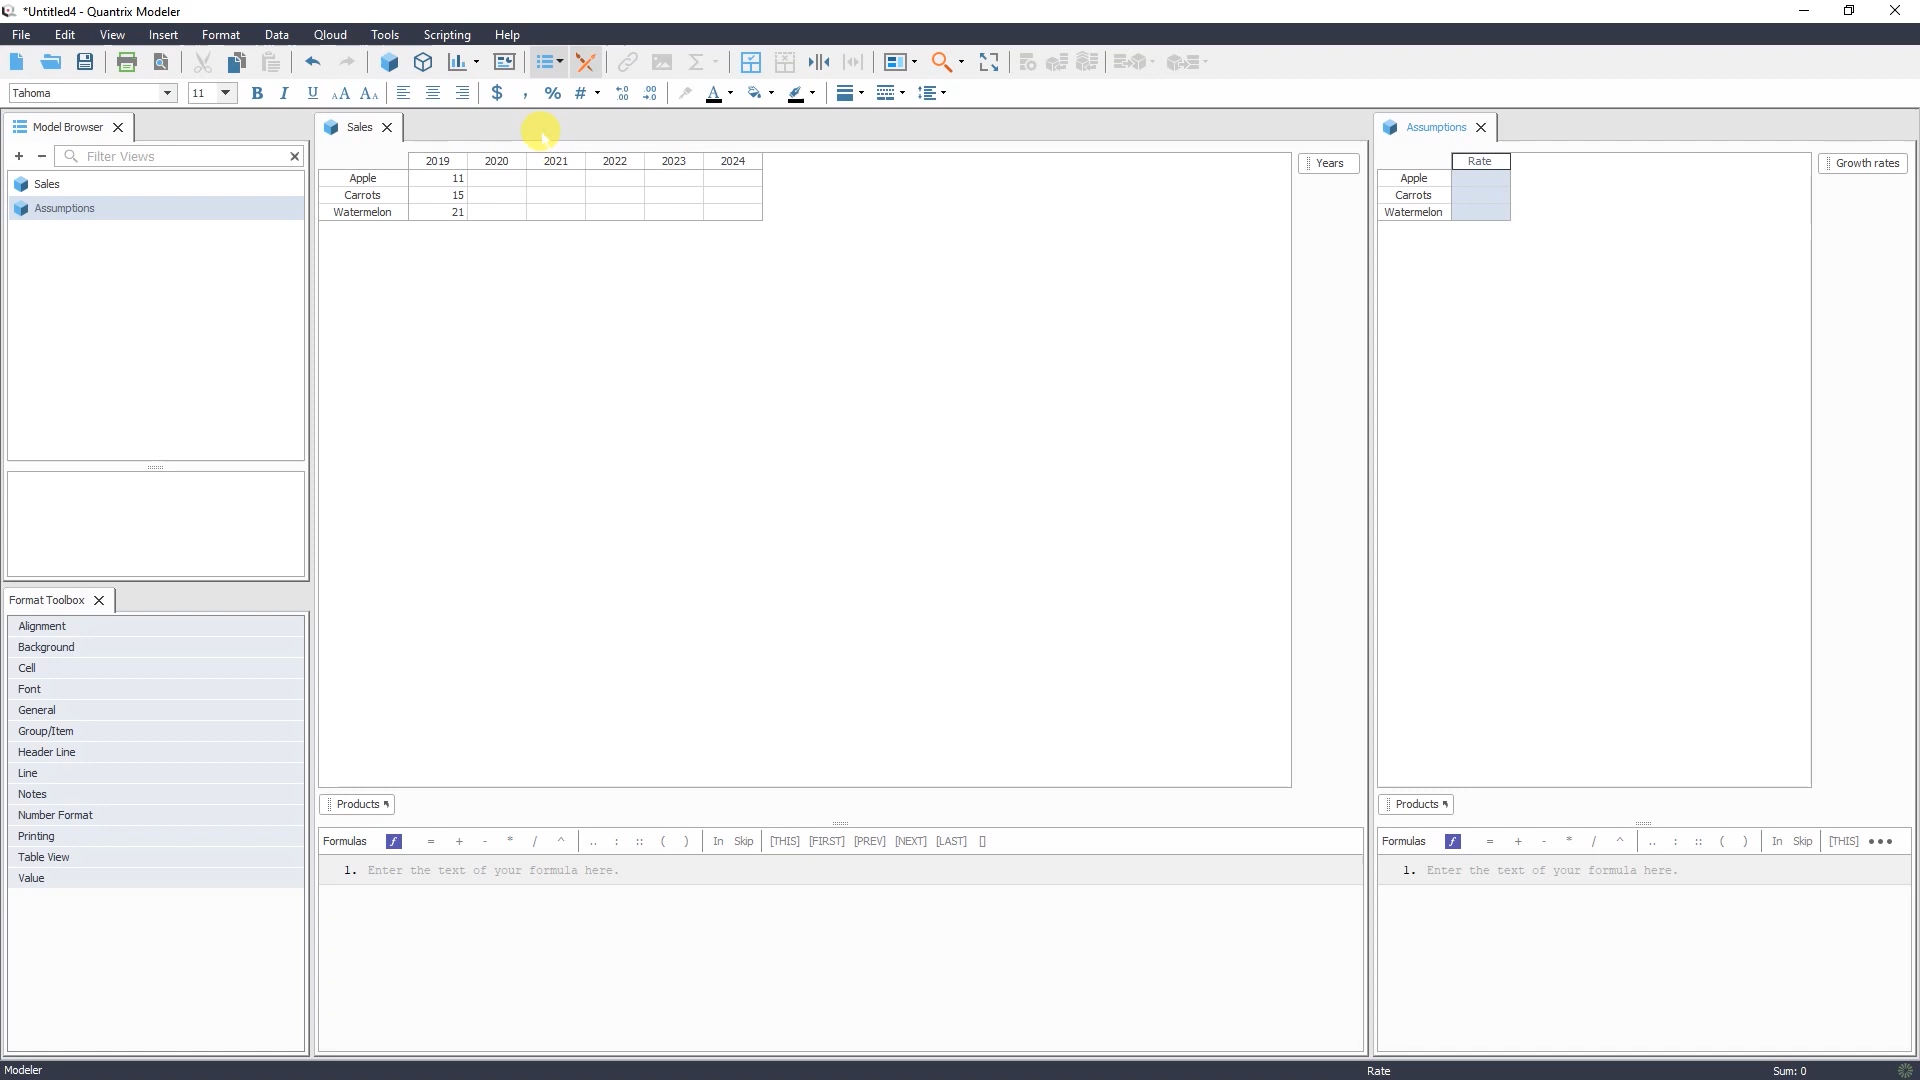 *Untitled4 - Quantrix Modeler
File Edit View Insert Format Data Qloud Tools Scripting Help
Tahoma 11 B I U AA AA $ , % # .00 .00 A
Model Browser
Filter Views
Sales
Assumptions
Format Toolbox
Alignment
Background
Cell
Font
General
Group/Item
Header Line
Line
Notes
Number Format
Printing
Table View
Value
Sales
2019 2020 2021 2022 2023 2024
Apple 11
Carrots 15
Watermelon 21
Years
Products
Formulas f = + - * / ^ .. : :: ( ) In Skip [THIS] [FIRST] [PREV] [NEXT] [LAST] []
1. Enter the text of your formula here.
Assumptions
Rate
Apple
Carrots
Watermelon
Growth rates
Products
Formulas f = + - * / ^ .. : :: ( ) In Skip [THIS] •••
1. Enter the text of your formula here.
Modeler Rate Sum: 0